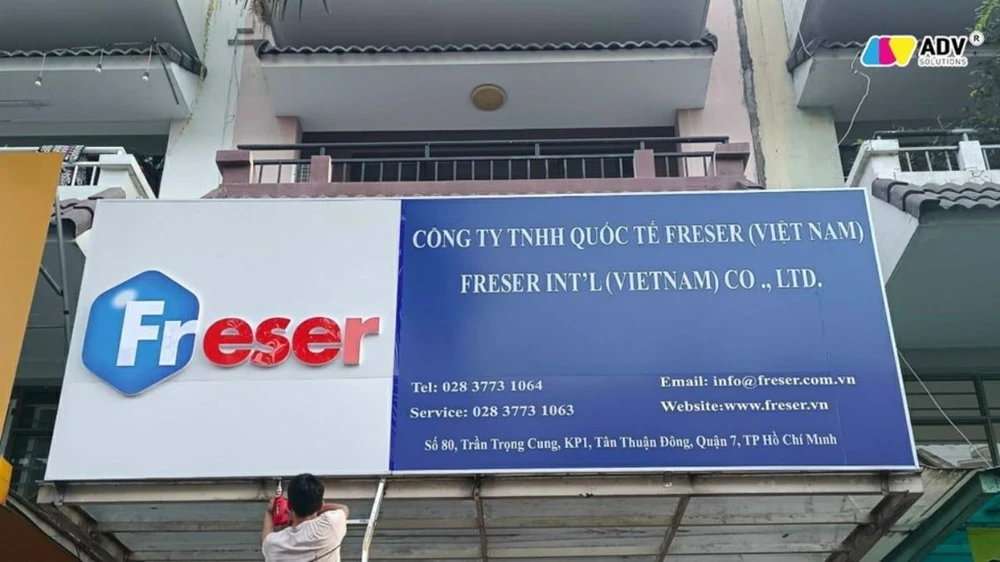 ADV®
SOLUTIONS
Freser
CÔNG TY TNHH QUỐC TẾ FRESER (VIỆT NAM)
FRESER INT'L (VIETNAM) CO ., LTD.
Tel: 028 3773 1064
Service: 028 3773 1063
Email: info@freser.com.vn
Website:www.freser.vn
Số 80, Trần Trọng Cung, KP1, Tân Thuận Đông, Quận 7, TP Hồ Chí Minh